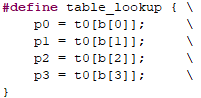 #define table_lookup { \
p0 = t0[b[0]]; \
p1 = t0[b[1]]; \
p2 = t0[b[2]]; \
p3 = t0[b[3]]; \
}